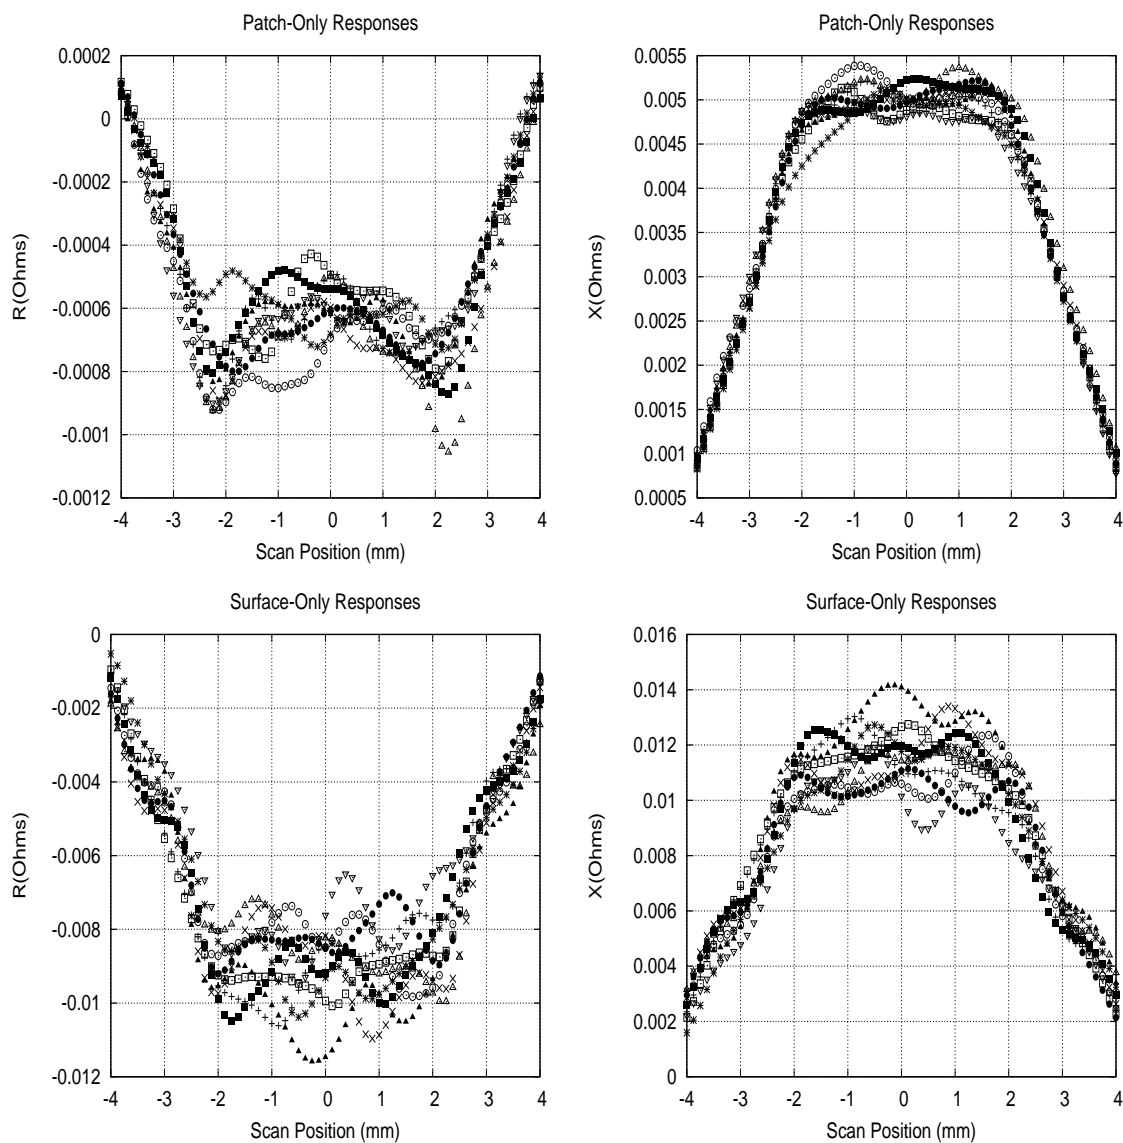 Patch-Only Responses
0.0002
0
-0.0002
-0.0004
-0.0006
-0.0008
-0.001
-0.0012
R(Ohms)
-4 -3 -2 -1 0 1 2 3 4
Scan Position (mm)
Patch-Only Responses
0.0055
0.005
0.0045
0.004
0.0035
0.003
0.0025
0.002
0.0015
0.001
0.0005
X(Ohms)
-4 -3 -2 -1 0 1 2 3 4
Scan Position (mm)
Surface-Only Responses
0
-0.002
-0.004
-0.006
-0.008
-0.01
-0.012
R(Ohms)
-4 -3 -2 -1 0 1 2 3 4
Scan Position (mm)
Surface-Only Responses
0.016
0.014
0.012
0.01
0.008
0.006
0.004
0.002
0
X(Ohms)
-4 -3 -2 -1 0 1 2 3 4
Scan Position (mm)